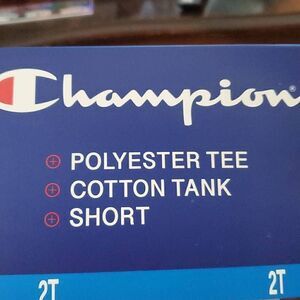 Champion
POLYESTER TEE
COTTON TANK
SHORT
2T 2T